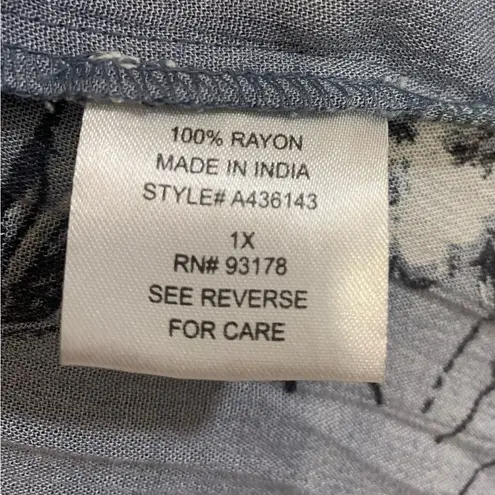 100% RAYON
MADE IN INDIA
STYLE# A436143
1X
RN# 93178
SEE REVERSE
FOR CARE